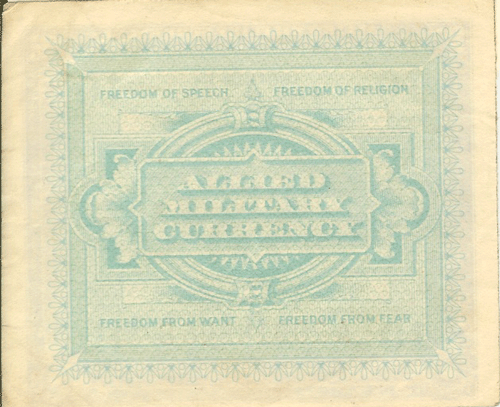 FREEDOM OF SPEECH FREEDOM OF RELIGION
ALLIED
MILITARY
CURRENCY
FREEDOM FROM WANT FREEDOM FROM FEAR